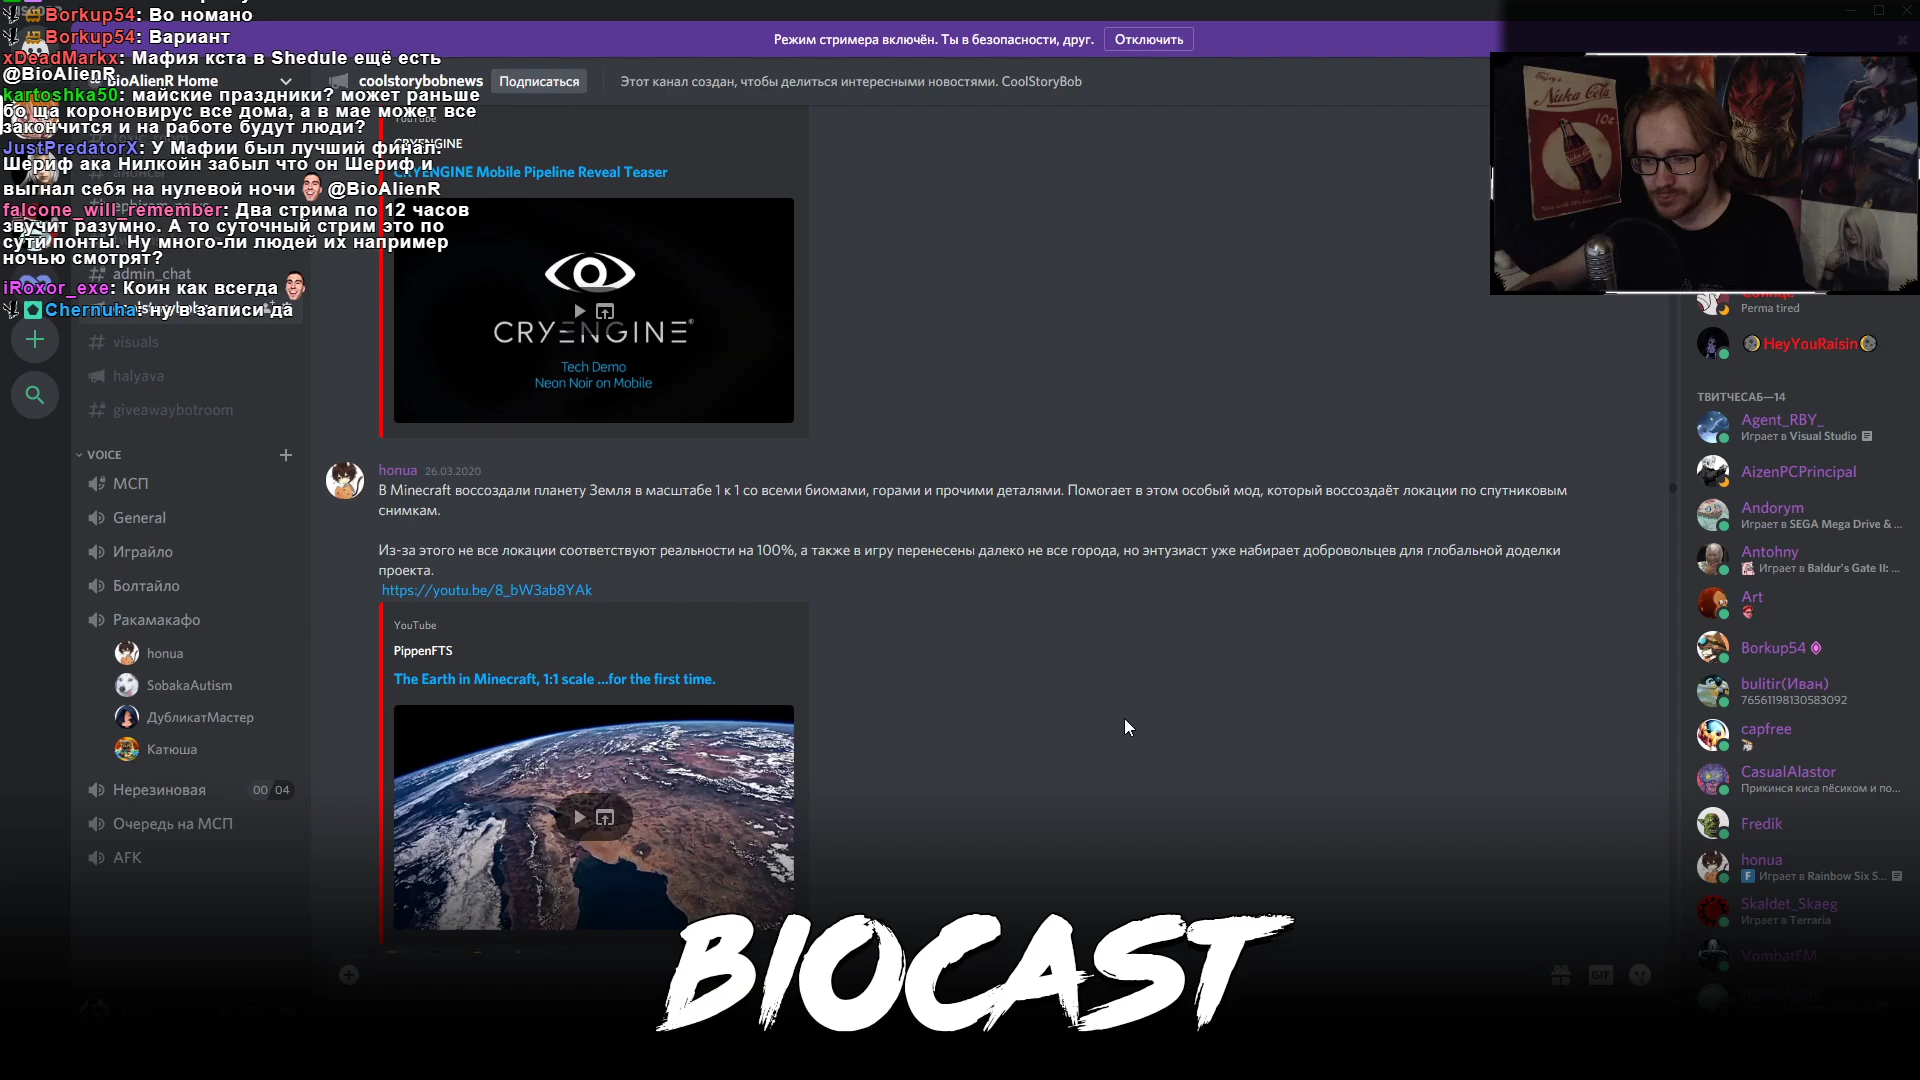 Borkup54: Во номано
Borkup54: Вариант
xDeadMarkx: Мафия кста в Shedule ещё есть
@BioAlienR
kartoshka50: майские праздники? может раньше
бо ща короновирус все дома, а в мае может все
закончится и на работе будут люди?
JustPredatorX: У Мафии был лучший финал.
Шериф ака Нилкойн забыл что он Шериф и
выгнал себя на нулевой ночи @BioAlienR
falcone_will_remember: Два стрима по 12 часов
звучит разумно. А то суточный стрим это по
сути понты. Ну много-ли людей их например
ночью смотрят?
iRoxor_exe: Коин как всегда
Chernuha: ну в записи да
Режим стримера включён. Ты в безопасности, друг.
Отключить
BioAlienR Home
coolstorybobnews
Подписаться
Этот канал создан, чтобы делиться интересными новостями. CoolStoryBob
admin_chat
visuals
halyava
giveawaybotroom
VOICE
МСП
General
Играйло
Болтайло
Ракамакафо
honua
SobakaAutism
ДубликатМастер
Катюша
Нерезиновая 00 04
Очередь на МСП
AFK
YouTube
CRYENGINE
CRYENGINE Mobile Pipeline Reveal Teaser
CRYENGINE®
Tech Demo
Neon Noir on Mobile
honua 26.03.2020
В Minecraft воссоздали планету Земля в масштабе 1 к 1 со всеми биомами, горами и прочими деталями. Помогает в этом особый мод, который воссоздаёт локации по спутниковым
снимкам.
Из-за этого не все локации соответствуют реальности на 100%, а также в игру перенесены далеко не все города, но энтузиаст уже набирает добровольцев для глобальной доделки
проекта.
https://youtu.be/8_bW3ab8YAk
YouTube
PippenFTS
The Earth in Minecraft, 1:1 scale ...for the first time.
BIOCAST
GIF
Nuka Cola
10¢
Perma tired
HeyYouRaisin
ТВИТЧЕСАБ—14
Agent_RBY_
Играет в Visual Studio
AizenPCPrincipal
Andorym
Играет в SEGA Mega Drive & ...
Antohny
Играет в Baldur's Gate II: ...
Art
Borkup54
bulitir(Иван)
76561198130583092
capfree
CasualAlastor
Прикинся киса пёсиком и по...
Fredik
honua
Играет в Rainbow Six S...
Skaldet_Skaeg
Играет в Terraria
VombatFM